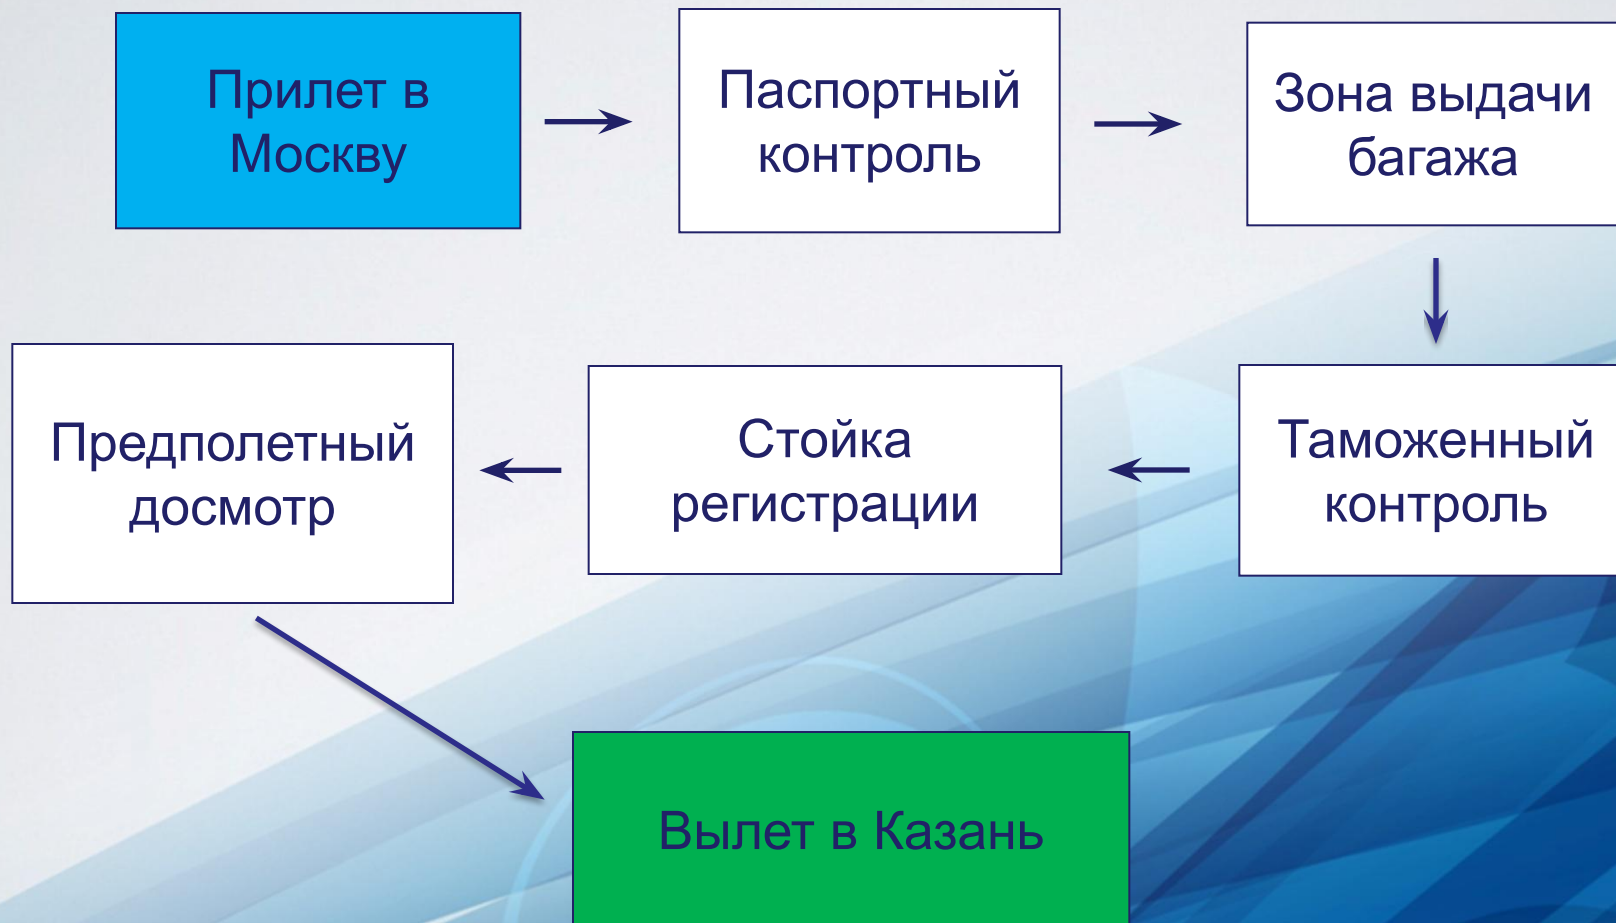 Прилет в
Москву
Паспортный
контроль
Зона выдачи
багажа
Таможенный
контроль
Стойка
регистрации
Предполетный
досмотр
Вылет в Казань